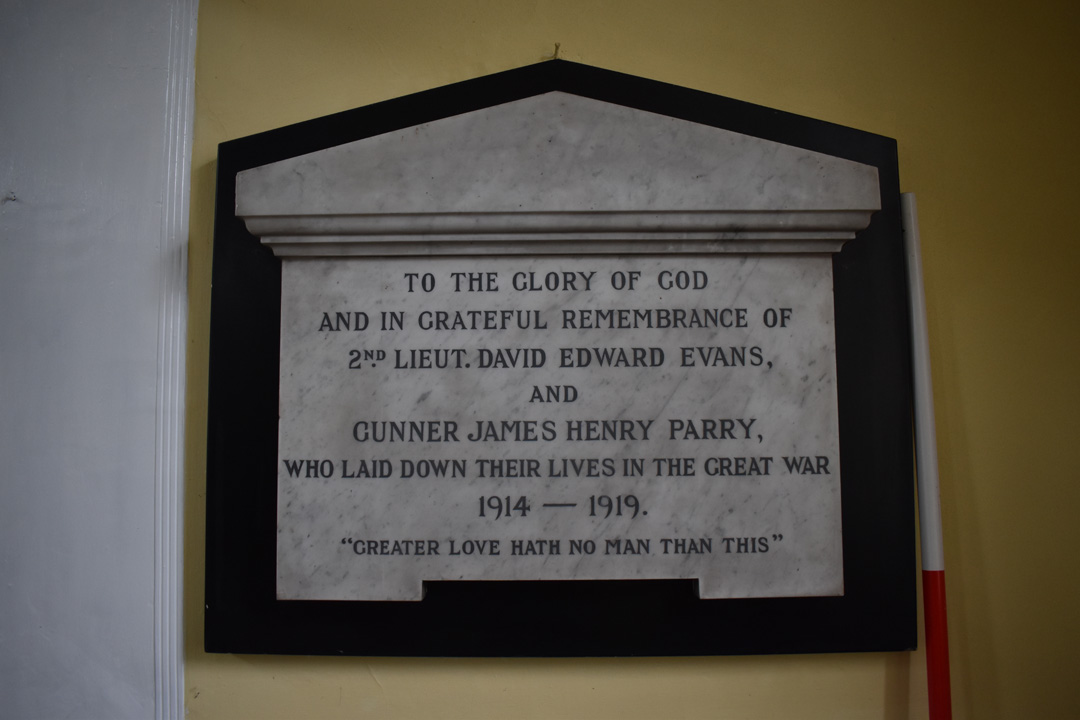 TO THE GLORY OF GOD
AND IN GRATEFUL REMEMBRANCE OF
2ND LIEUT. DAVID EDWARD EVANS,
AND
GUNNER JAMES HENRY PARRY,
WHO LAID DOWN THEIR LIVES IN THE GREAT WAR
1914 — 1919.
“GREATER LOVE HATH NO MAN THAN THIS”